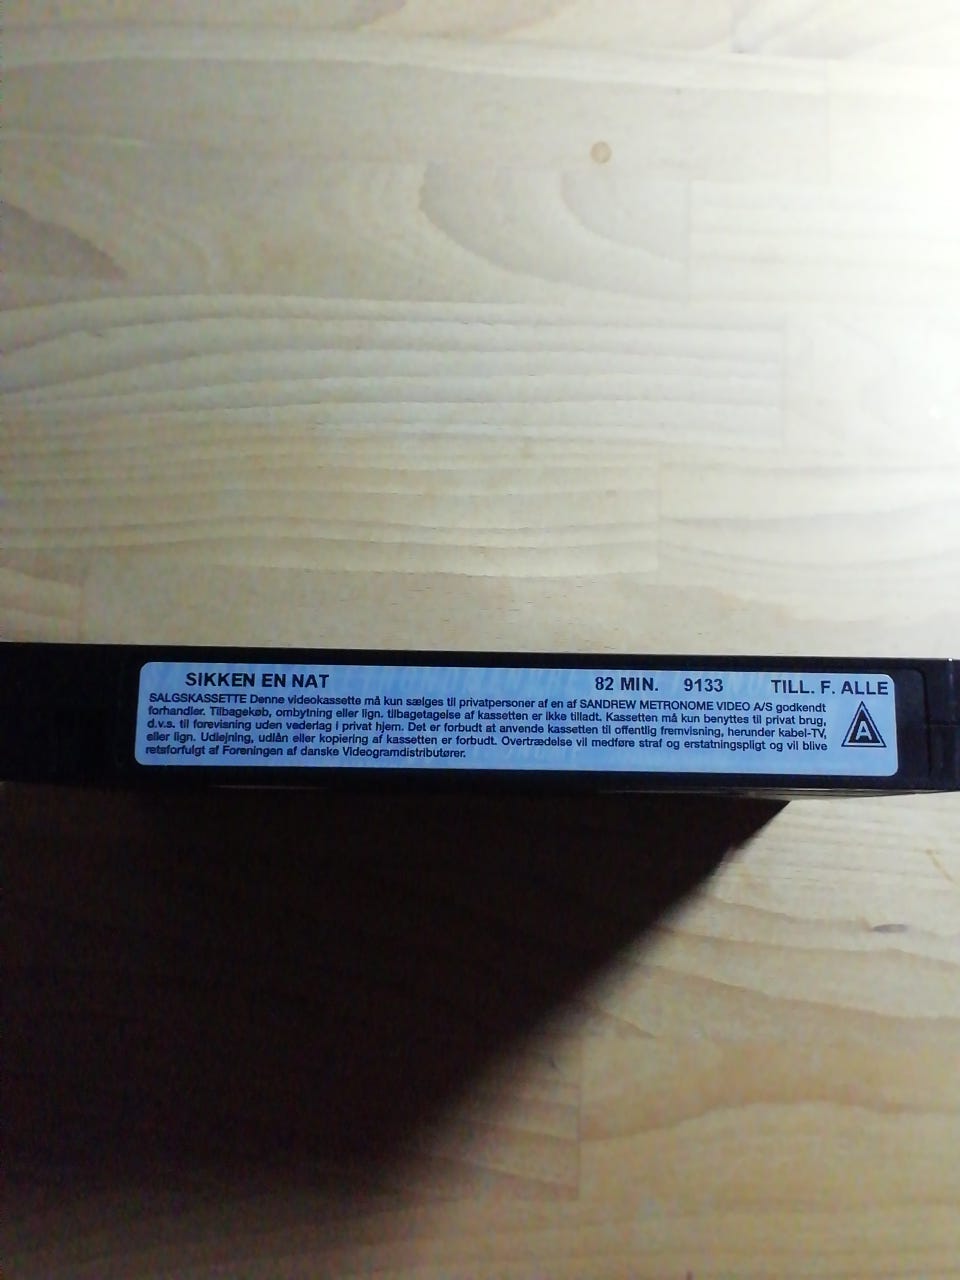 SIKKEN EN NAT 82 MIN. 9133 TILL. F. ALLE
SALGSKASSETTE Denne videokassette må kun sælges til privatpersoner af en af SANDREW METRONOME VIDEO A/S godkendt
forhandler. Tilbagekøb, ombytning eller lign. tilbagetagelse af kassetten er ikke tilladt. Kassetten må kun benyttes til privat brug,
d.v.s. til forevisning uden vederlag i privat hjem. Det er forbudt at anvende kassetten til offentlig fremvisning, herunder kabel-TV,
eller lign. Udlejning, udlån eller kopiering af kassetten er forbudt. Overtrædelse vil medføre straf og erstatningspligt og vil blive
retsforfulgt af Foreningen af danske Videogramdistributører.
A